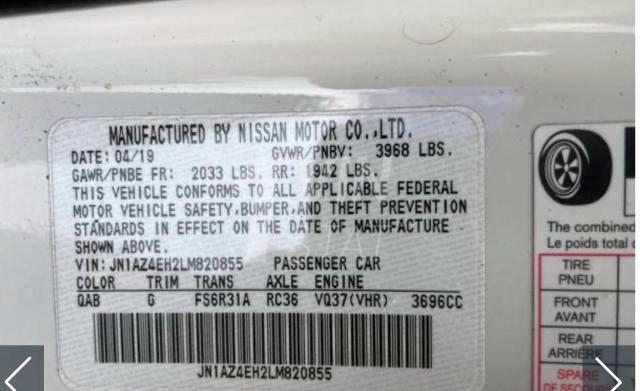 MANUFACTURED BY NISSAN MOTOR CO.,LTD.
DATE: 04/19 GVWR/PNBV: 3968 LBS.
GAWR/PNBE FR: 2033 LBS. RR: 1942 LBS.
THIS VEHICLE CONFORMS TO ALL APPLICABLE FEDERAL
MOTOR VEHICLE SAFETY,BUMPER,AND THEFT PREVENTION
STANDARDS IN EFFECT ON THE DATE OF MANUFACTURE
SHOWN ABOVE.
VIN: JN1AZ4EH2LM820855 PASSENGER CAR
COLOR TRIM TRANS AXLE ENGINE
QAB G FS6R31A RC36 VQ37(VHR) 3696CC
JN1AZ4EH2LM820855
The combined
Le poids total
TIRE
PNEU
FRONT
AVANT
REAR
ARRIÈRE
SPARE
DE SECOURS